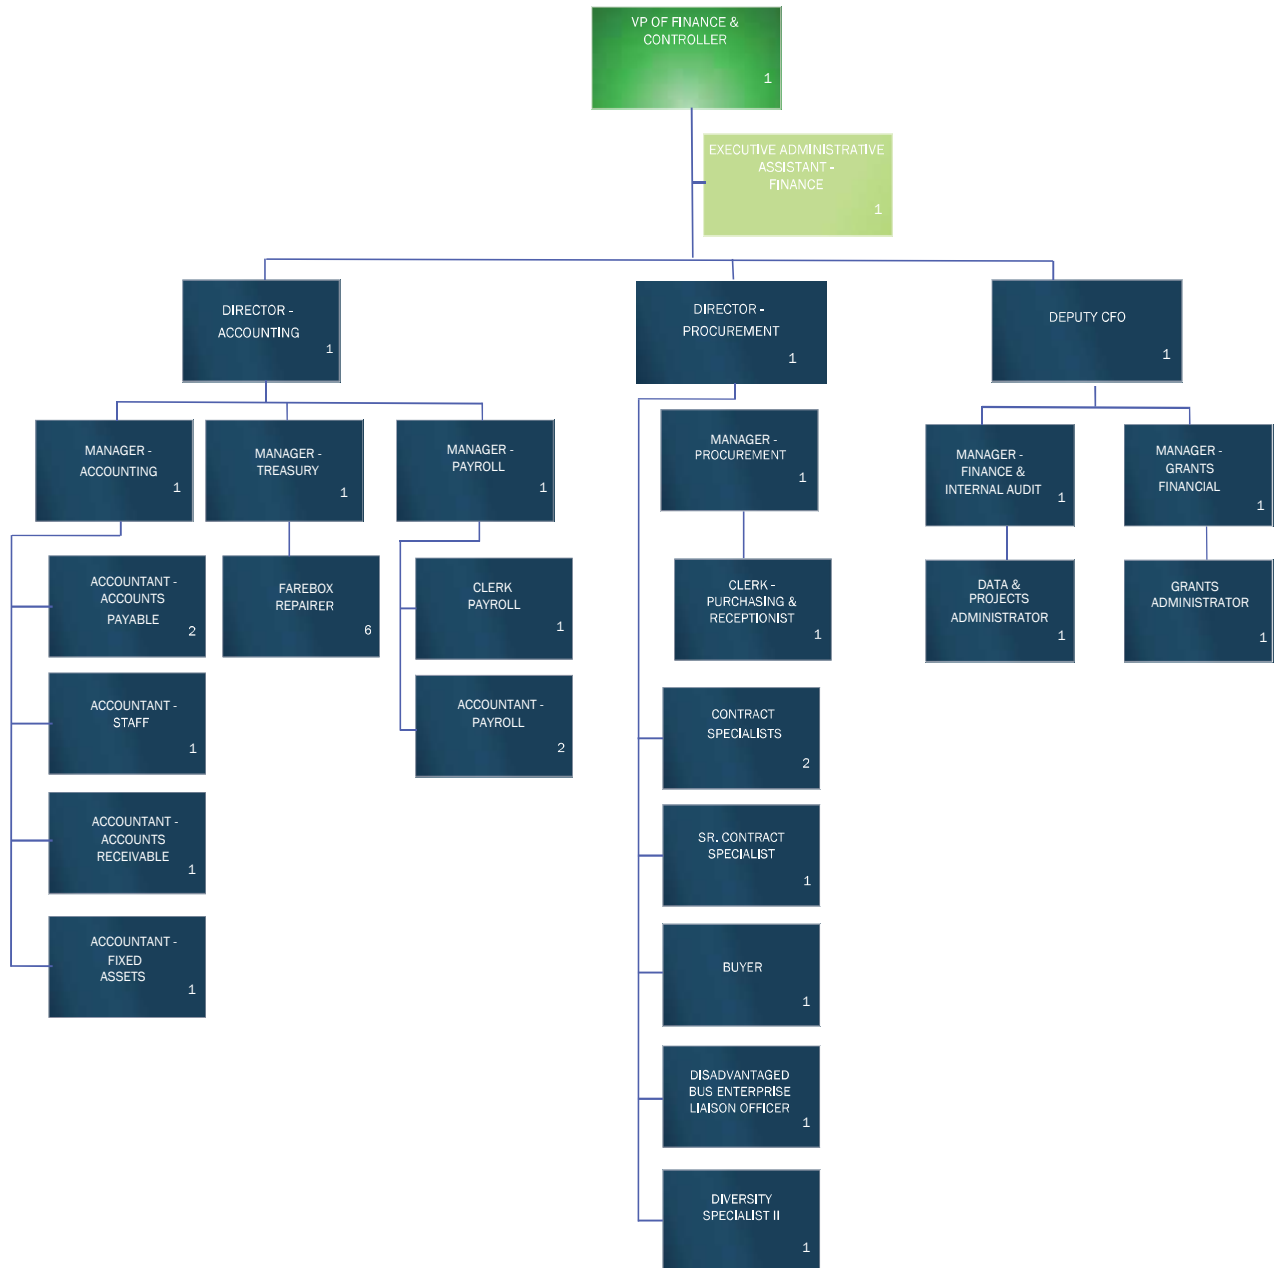 VP OF FINANCE &
CONTROLLER
1
EXECUTIVE ADMINISTRATIVE
ASSISTANT -
FINANCE
1
DIRECTOR -
ACCOUNTING
1
DIRECTOR -
PROCUREMENT
1
DEPUTY CFO
1
MANAGER -
ACCOUNTING
1
MANAGER -
TREASURY
1
MANAGER -
PAYROLL
1
MANAGER -
PROCUREMENT
1
MANAGER -
FINANCE &
INTERNAL AUDIT
1
MANAGER -
GRANTS
FINANCIAL
1
ACCOUNTANT -
ACCOUNTS
PAYABLE
2
FAREBOX
REPAIRER
6
CLERK
PAYROLL
1
CLERK -
PURCHASING &
RECEPTIONIST
1
DATA &
PROJECTS
ADMINISTRATOR
1
GRANTS
ADMINISTRATOR
1
ACCOUNTANT -
STAFF
1
ACCOUNTANT -
PAYROLL
2
CONTRACT
SPECIALISTS
2
ACCOUNTANT -
ACCOUNTS
RECEIVABLE
1
SR. CONTRACT
SPECIALIST
1
ACCOUNTANT -
FIXED
ASSETS
1
BUYER
1
DISADVANTAGED
BUS ENTERPRISE
LIAISON OFFICER
1
DIVERSITY
SPECIALIST II
1